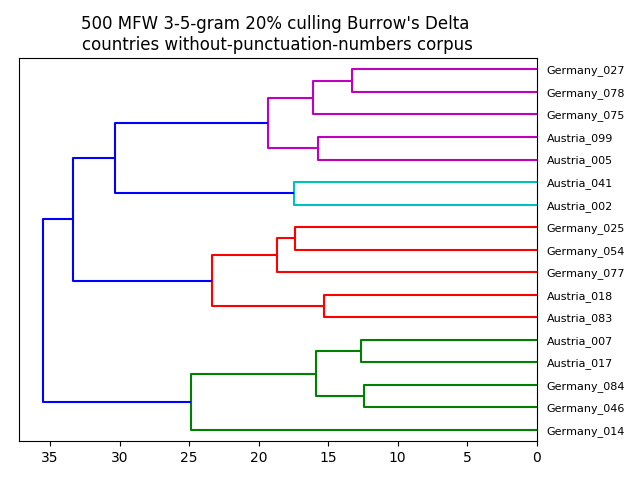 500 MFW 3-5-gram 20% culling Burrow's Delta
countries without-punctuation-numbers corpus
Germany_027
Germany_078
Germany_075
Austria_099
Austria_005
Austria_041
Austria_002
Germany_025
Germany_054
Germany_077
Austria_018
Austria_083
Austria_007
Austria_017
Germany_084
Germany_046
Germany_014
35 30 25 20 15 10 5 0